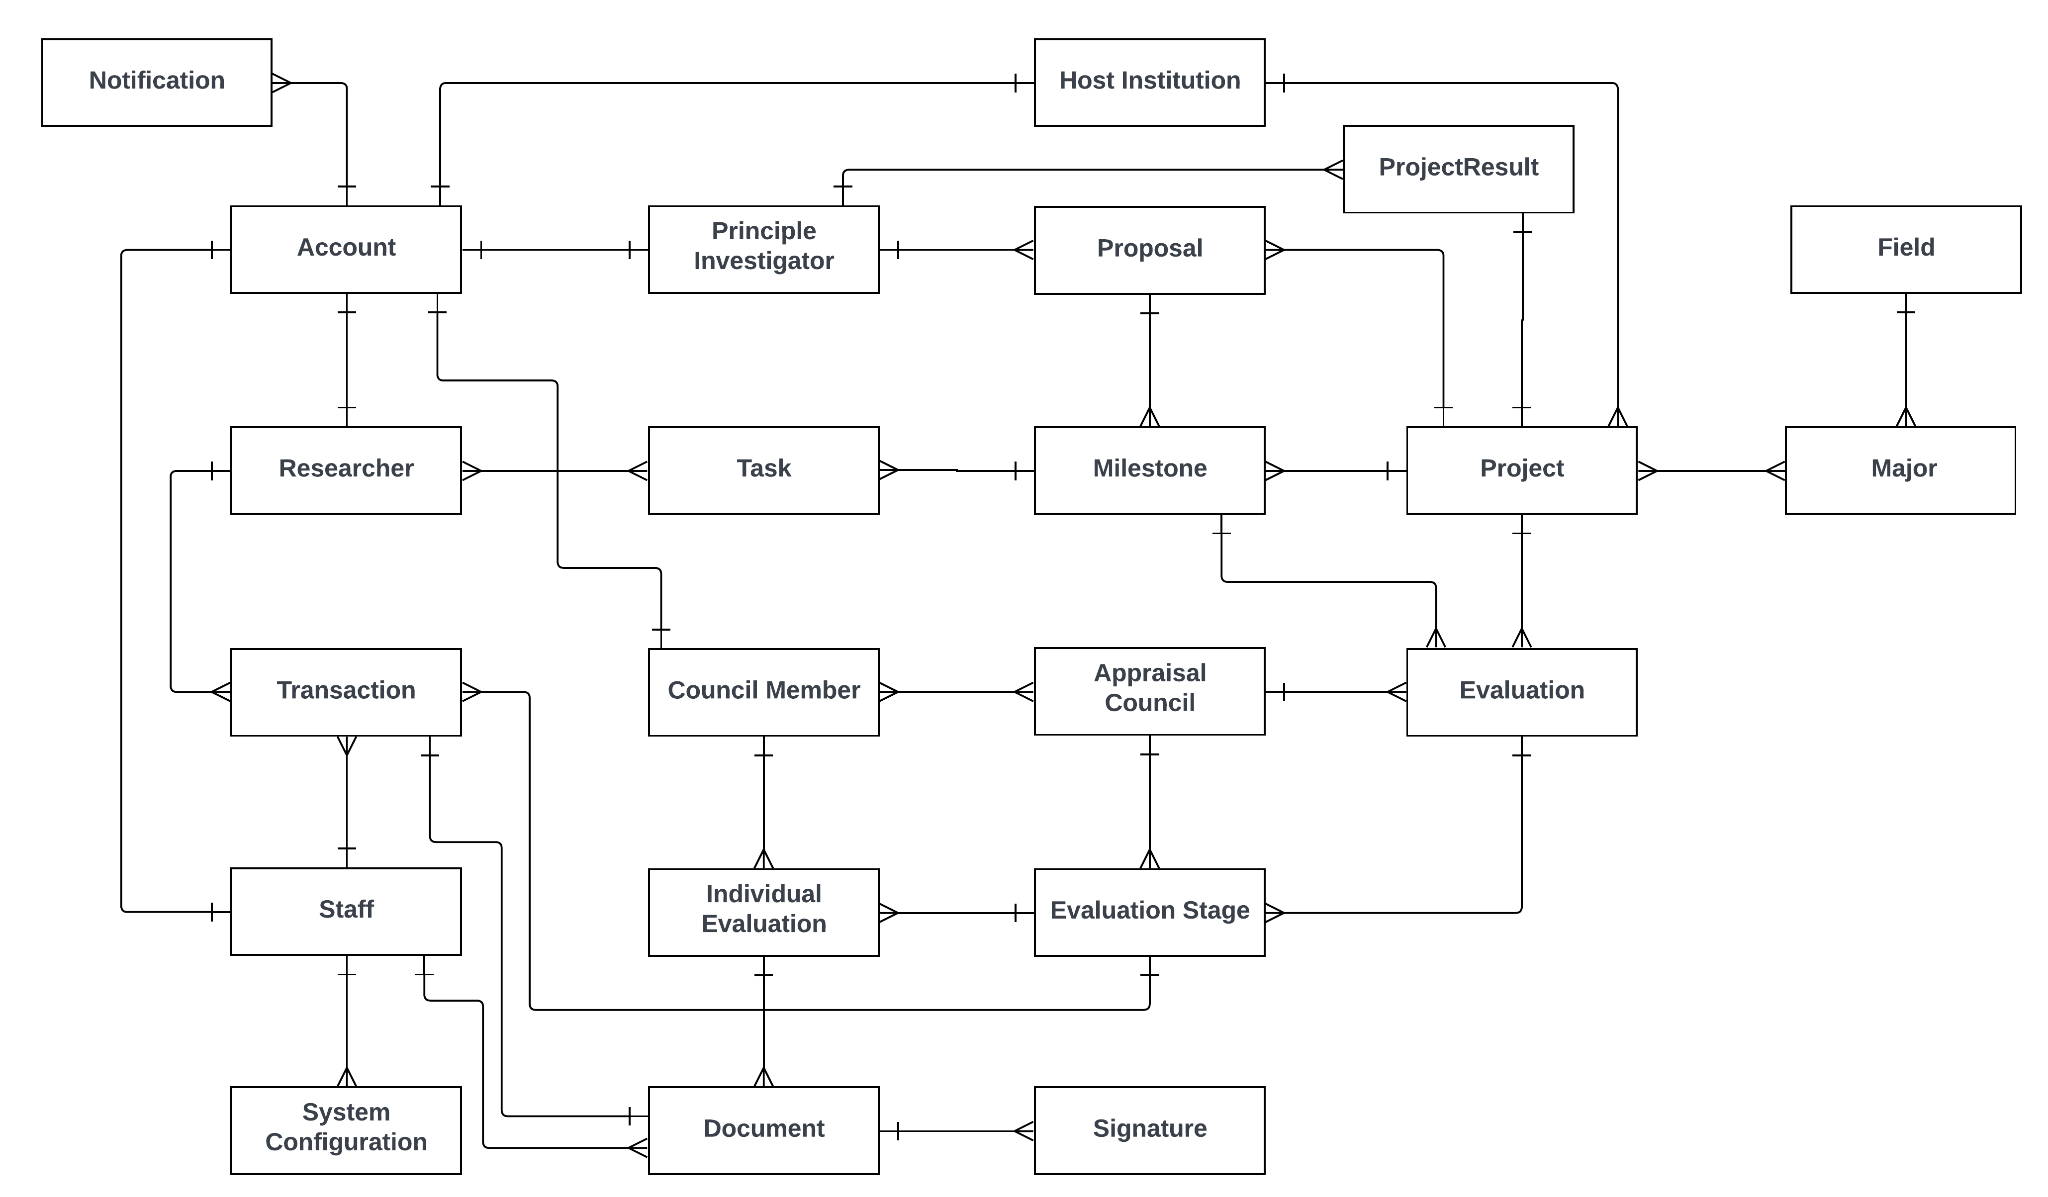 Notification
Host Institution
ProjectResult
Account
Principle
Investigator
Proposal
Field
Researcher
Task
Milestone
Project
Major
Transaction
Council Member
Appraisal
Council
Evaluation
Staff
Individual
Evaluation
Evaluation Stage
System
Configuration
Document
Signature